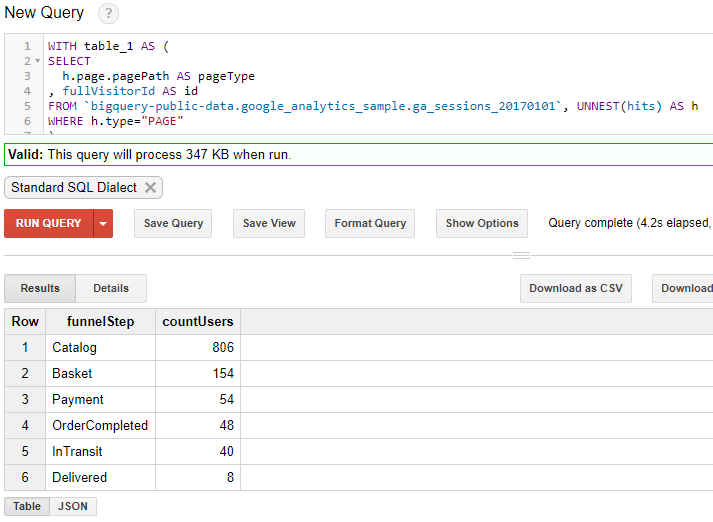 New Query ?
1 WITH table_1 AS (
2 SELECT
3 h.page.pagePath AS pageType
4 , fullVisitorId AS id
5 FROM `bigquery-public-data.google_analytics_sample.ga_sessions_20170101`, UNNEST(hits) AS h
6 WHERE h.type="PAGE"
Valid: This query will process 347 KB when run.
Standard SQL Dialect
RUN QUERY Save Query Save View Format Query Show Options Query complete (4.2s elapsed,
Results Details Download as CSV Download
Row funnelStep countUsers
1 Catalog 806
2 Basket 154
3 Payment 54
4 OrderCompleted 48
5 InTransit 40
6 Delivered 8
Table JSON